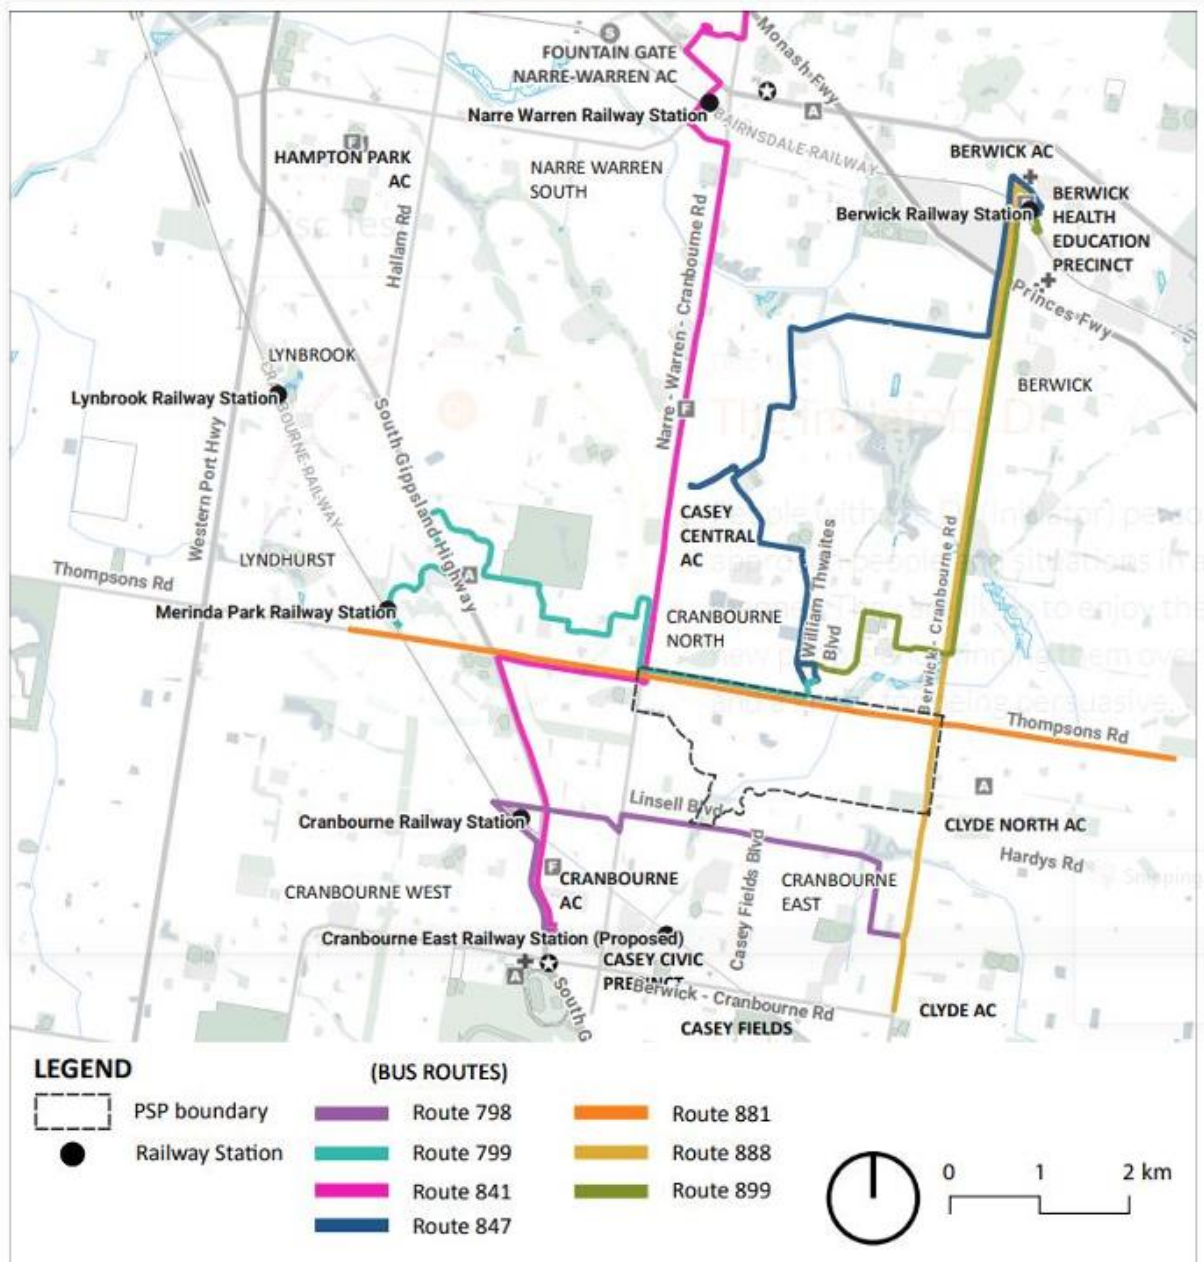 Monash Fwy
S
FOUNTAIN GATE
NARRE-WARREN AC
Narre Warren Railway Station
A
BAIRNSDALE-RAILWAY
F
HAMPTON PARK
AC
NARRE WARREN
SOUTH
BERWICK AC
Berwick Railway Station
BERWICK
HEALTH
EDUCATION
PRECINCT
Hallam Rd
Narre - Warren - Cranbourne Rd
Princes Fwy
LYNBROOK
Lynbrook Railway Station
BERWICK
F
South Gippsland Highway
Western Port Hwy
CASEY
CENTRAL
AC
William Thwaites
Blvd
Berwick - Cranbourne Rd
LYNDHURST
A
Thompsons Rd
Merinda Park Railway Station
CRANBOURNE
NORTH
Thompsons Rd
A
Linsell Blvd
Cranbourne Railway Station
CLYDE NORTH AC
Hardys Rd
F
CRANBOURNE
AC
CRANBOURNE WEST
Casey Fields Blvd
CRANBOURNE
EAST
Cranbourne East Railway Station (Proposed)
CASEY CIVIC
PRECINCT
A
South G
Berwick - Cranbourne Rd
CLYDE AC
CASEY FIELDS
LEGEND
(BUS ROUTES)
PSP boundary
Railway Station
Route 798
Route 799
Route 841
Route 847
Route 881
Route 888
Route 899
0 1 2 km